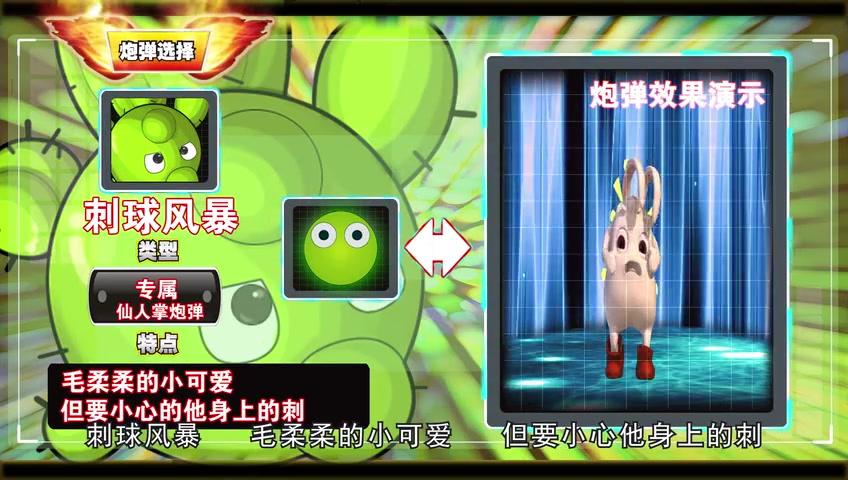 炮弹选择
炮弹效果演示
刺球风暴
类型
专属
仙人掌炮弹
特点
毛柔柔的小可爱
但要小心的他身上的刺
刺球风暴 毛柔柔的小可爱 但要小心他身上的刺